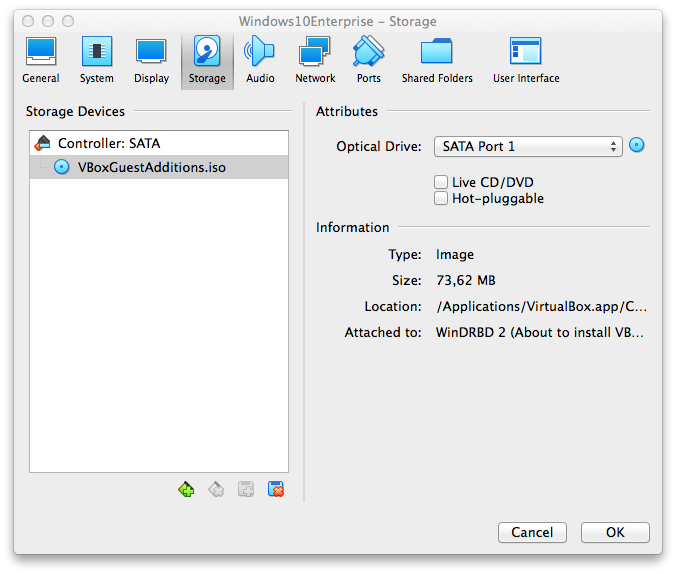 Windows10Enterprise – Storage
General System Display Storage Audio Network Ports Shared Folders User Interface
Storage Devices
Controller: SATA
VBoxGuestAdditions.iso
Attributes
Optical Drive: SATA Port 1
Live CD/DVD
Hot-pluggable
Information
Type: Image
Size: 73,62 MB
Location: /Applications/VirtualBox.app/C...
Attached to: WinDRBD 2 (About to install VB...
Cancel OK